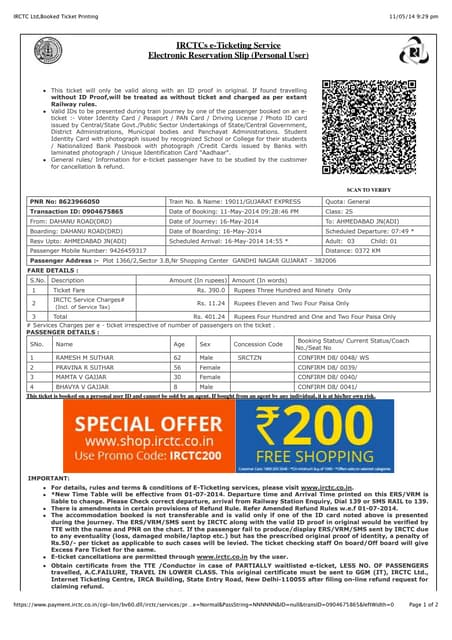 IRCTC Ltd,Booked Ticket Printing 11/05/14 9:29 pm
IRCTCs e-Ticketing Service
Electronic Reservation Slip (Personal User)
This ticket will only be valid along with an ID proof in original. If found travelling
without ID Proof,will be treated as without ticket and charged as per extant
Railway rules.
Valid IDs to be presented during train journey by one of the passenger booked on an e-
ticket :- Voter Identity Card / Passport / PAN Card / Driving License / Photo ID card
issued by Central/State Govt./Public Sector Undertakings of State/Central Government,
District Administrations, Municipal bodies and Panchayat Administrations. Student
Identity Card with photograph issued by recognised School or College for their students
/ Nationalized Bank Passbook with photograph /Credit Cards issued by Banks with
laminated photograph / Unique Identification Card "Aadhaar".
General rules/ Information for e-ticket passenger have to be studied by the customer
for cancellation & refund.
SCAN TO VERIFY
PNR No: 8623966050 Train No. & Name: 19011/GUJARAT EXPRESS Quota: General
Transaction ID: 0904675865 Date of Booking: 11-May-2014 09:28:46 PM Class: 2S
From: DAHANU ROAD(DRD) Date of Journey: 16-May-2014 To: AHMEDABAD JN(ADI)
Boarding: DAHANU ROAD(DRD) Date of Boarding: 16-May-2014 Scheduled Departure: 07:49 *
Resv Upto: AHMEDABAD JN(ADI) Scheduled Arrival: 16-May-2014 14:55 * Adult: 03 Child: 01
Passenger Mobile Number: 9426459317 Distance: 0372 KM
Passenger Address :- Plot 1366/2,Sector 3.B,Nr Shopping Center GANDHI NAGAR GUJARAT - 382006
FARE DETAILS :
S.No. Description Amount (In rupees) Amount (In words)
1 Ticket Fare Rs. 390.0 Rupees Three Hundred and Ninety Only
2 IRCTC Service Charges# (Incl. of Service Tax) Rs. 11.24 Rupees Eleven and Two Four Paisa Only
3 Total Rs. 401.24 Rupees Four Hundred and One and Two Four Paisa Only
# Services Charges per e - ticket irrespective of number of passengers on the ticket .
PASSENGER DETAILS :
SNo. Name Age Sex Concession Code Booking Status/ Current Status/Coach No./Seat No
1 RAMESH M SUTHAR 62 Male SRCTZN CONFIRM D8/ 0048/ WS
2 PRAVINA R SUTHAR 56 Female CONFIRM D8/ 0039/
3 MAMTA V GAJJAR 30 Female CONFIRM D8/ 0040/
4 BHAVYA V GAJJAR 8 Male CONFIRM D8/ 0041/
This ticket is booked on a personal user ID and cannot be sold by an agent. If bought from an agent by any individual, it is at his/her own risk.
SPECIAL OFFER
www.shop.irctc.co.in
Use Promo Code: IRCTC200
₹200
FREE SHOPPING
IMPORTANT:
For details, rules and terms & conditions of E-Ticketing services, please visit www.irctc.co.in.
*New Time Table will be effective from 01-07-2014. Departure time and Arrival Time printed on this ERS/VRM is
liable to change. Please Check correct departure, arrival from Railway Station Enquiry, Dial 139 or SMS RAIL to 139.
There is amendments in certain provisions of Refund Rule. Refer Amended Refund Rules w.e.f 01-07-2014.
The accommodation booked is not transferable and is valid only if one of the ID card noted above is presented
during the journey. The ERS/VRM/SMS sent by IRCTC along with the valid ID proof in original would be verified by
TTE with the name and PNR on the chart. If the passenger fail to produce/display ERS/VRM/SMS sent by IRCTC due
to any eventuality (loss, damaged mobile/laptop etc.) but has the prescribed original proof of identity, a penalty of
Rs.50/- per ticket as applicable to such cases will be levied. The ticket checking staff On board/Off board will give
Excess Fare Ticket for the same.
E-ticket cancellations are permitted through www.irctc.co.in by the user.
Obtain certificate from the TTE /Conductor in case of PARTIALLY waitlisted e-ticket, LESS NO. OF PASSENGERS
travelled, A.C.FAILURE, TRAVEL IN LOWER CLASS. This original certificate must be sent to GGM (IT), IRCTC Ltd.,
Internet Ticketing Centre, IRCA Building, State Entry Road, New Delhi-110055 after filing on-line refund request for
claiming refund.
https://www.payment.irctc.co.in/cgi-bin/bv60.dll/irctc/services/pr...e=Normal&PassString=NNNNNN&ID=null&transID=0904675865&leftWidth=0 Page 1 of 2